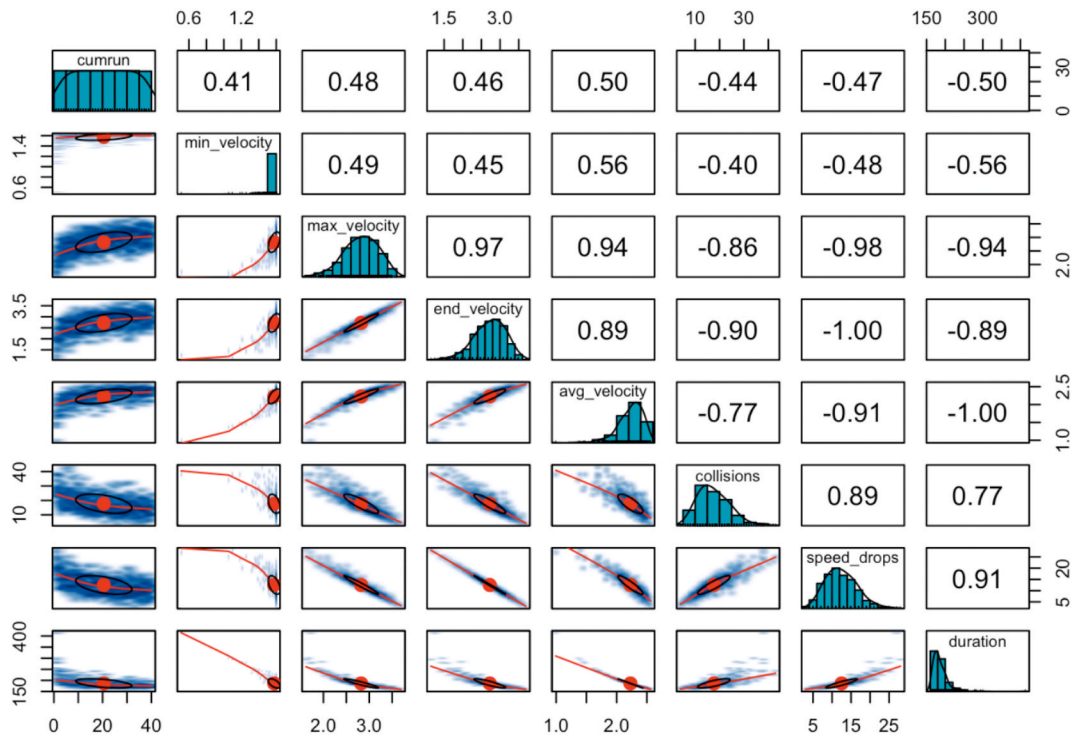 0.6 1.2 1.5 3.0 10 30 150 300
cumrun 0.41 0.48 0.46 0.50 -0.44 -0.47 -0.50 0 30
0.6 1.4 min_velocity 0.49 0.45 0.56 -0.40 -0.48 -0.56
max_velocity 0.97 0.94 -0.86 -0.98 -0.94 2.0
1.5 3.5 end_velocity 0.89 -0.90 -1.00 -0.89
avg_velocity -0.77 -0.91 -1.00 1.0 2.5
10 40 collisions 0.89 0.77
speed_drops 0.91 5 20
150 400 duration
0 20 40 2.0 3.0 1.0 2.0 5 15 25